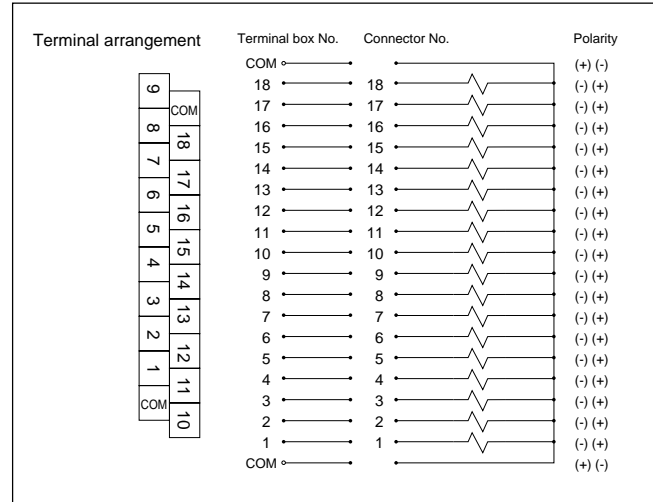 Terminal arrangement
9
8
7
6
5
4
3
2
1
COM
COM
18
17
16
15
14
13
12
11
10
Terminal box No. Connector No. Polarity
COM (+) (-)
18 18 (-) (+)
17 17 (-) (+)
16 16 (-) (+)
15 15 (-) (+)
14 14 (-) (+)
13 13 (-) (+)
12 12 (-) (+)
11 11 (-) (+)
10 10 (-) (+)
9 9 (-) (+)
8 8 (-) (+)
7 7 (-) (+)
6 6 (-) (+)
5 5 (-) (+)
4 4 (-) (+)
3 3 (-) (+)
2 2 (-) (+)
1 1 (-) (+)
COM (+) (-)